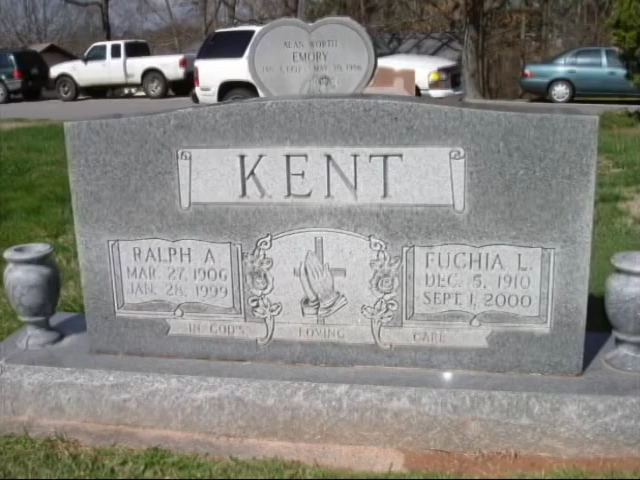 EMORY
KENT
RALPH A.
MAR. 27, 1906
JAN. 28, 1999
FUCHIA L.
DEC. 5, 1910
SEPT. 1, 2000
IN GOD'S LOVING CARE